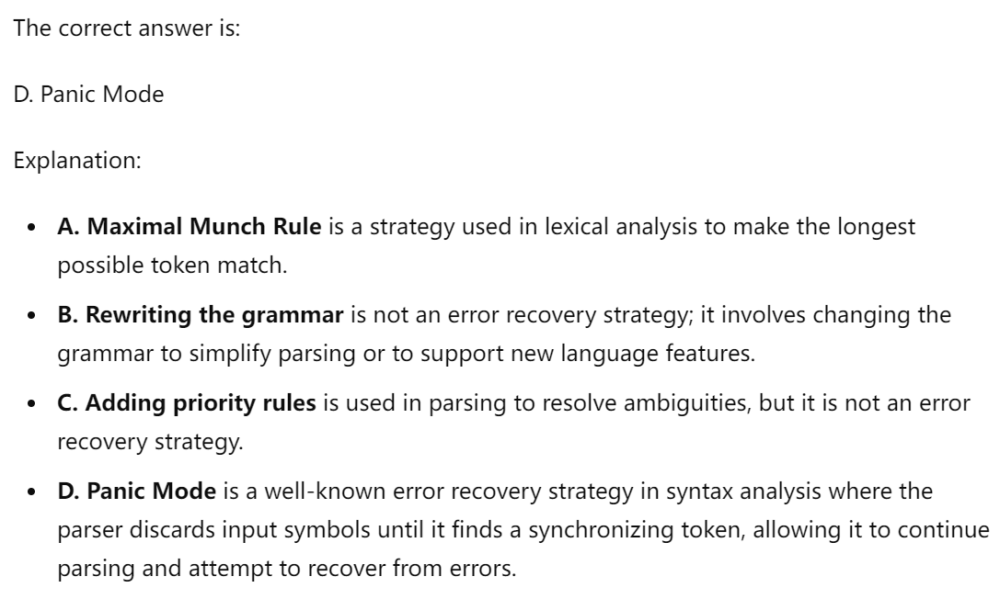 The correct answer is:
D. Panic Mode
Explanation:
• A. Maximal Munch Rule is a strategy used in lexical analysis to make the longest
possible token match.
• B. Rewriting the grammar is not an error recovery strategy; it involves changing the
grammar to simplify parsing or to support new language features.
• C. Adding priority rules is used in parsing to resolve ambiguities, but it is not an error
recovery strategy.
• D. Panic Mode is a well-known error recovery strategy in syntax analysis where the
parser discards input symbols until it finds a synchronizing token, allowing it to continue
parsing and attempt to recover from errors.